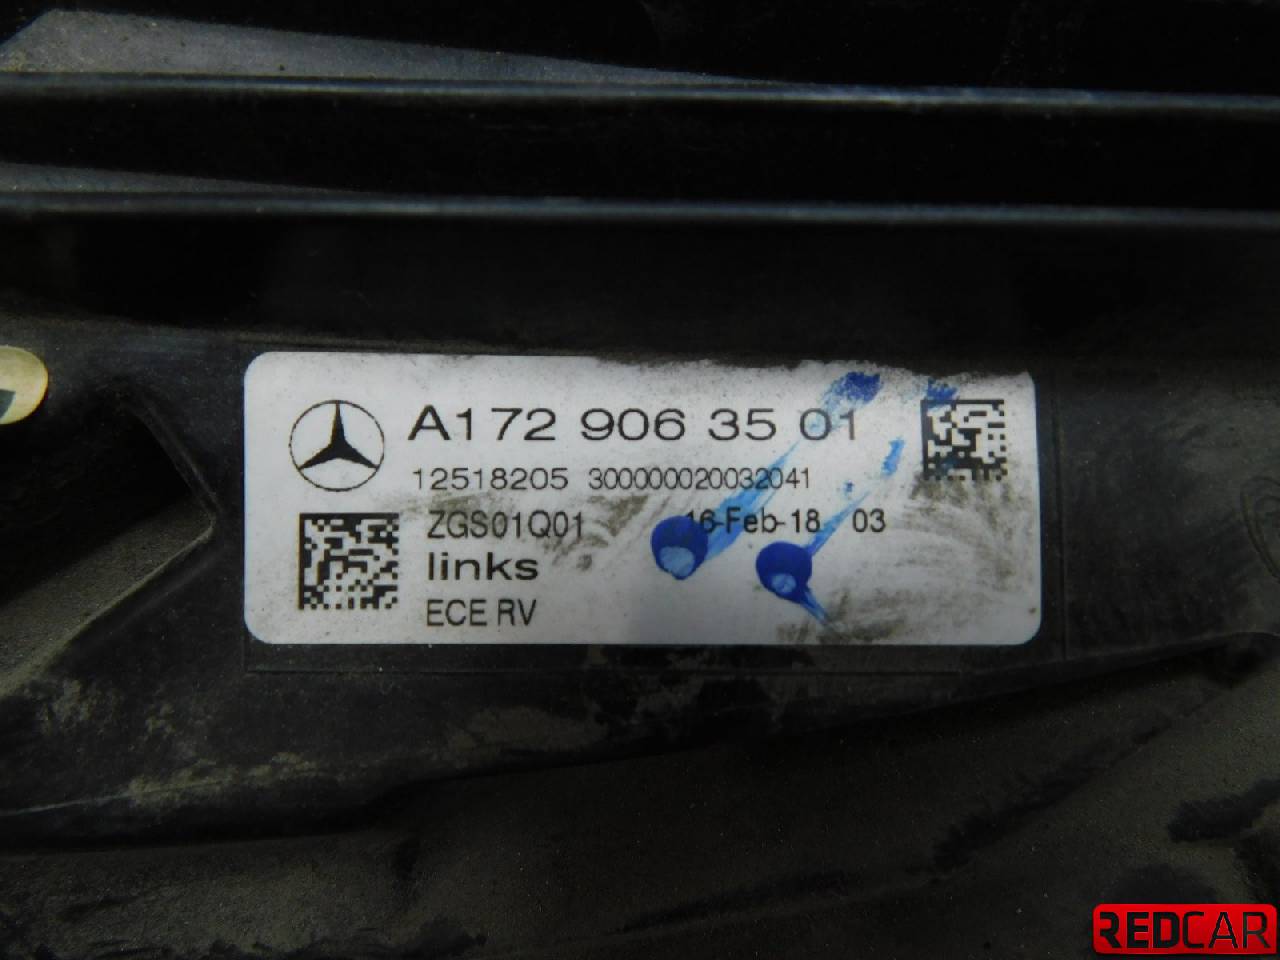 A172 906 35 01
12518205 300000020032041
ZGS01Q01 16-Feb-18 03
links
ECE RV
REDCAR